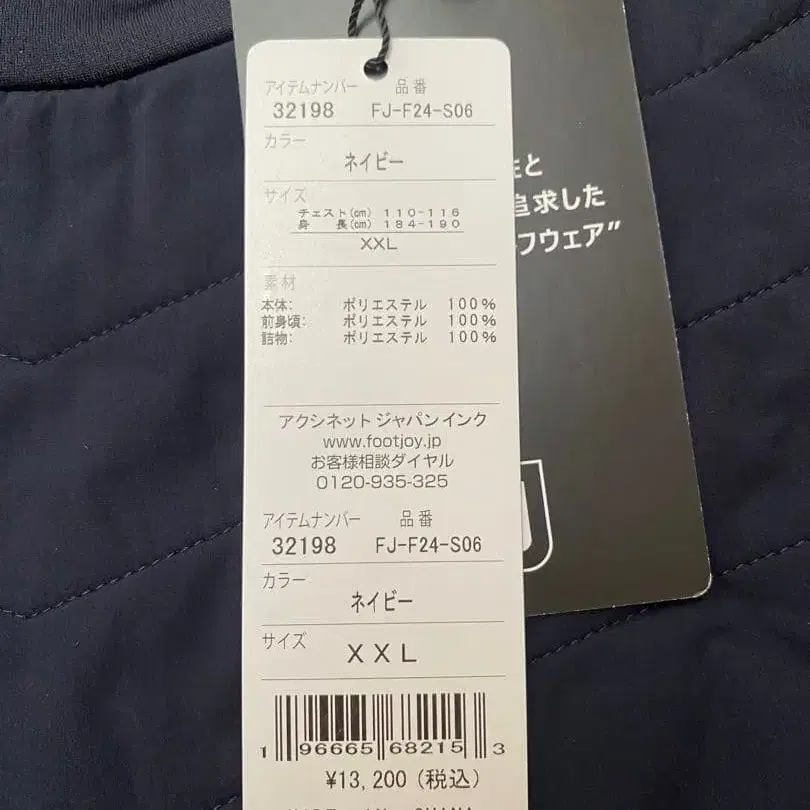 アイテムナンバー 品番
32198 FJ-F24-S06
カラー
ネイビー
サイズ
チェスト(cm) 110-116
身 長(cm) 184-190
XXL
素材
本体: ポリエステル 100%
前身頃: ポリエステル 100%
詰物: ポリエステル 100%
アクシネット ジャパン インク
www.footjoy.jp
お客様相談ダイヤル
0120-935-325
アイテムナンバー 品番
32198 FJ-F24-S06
カラー
ネイビー
サイズ
XXL
1 96665 68215 3
¥13,200 (税込)
と
追求した
フウェア”